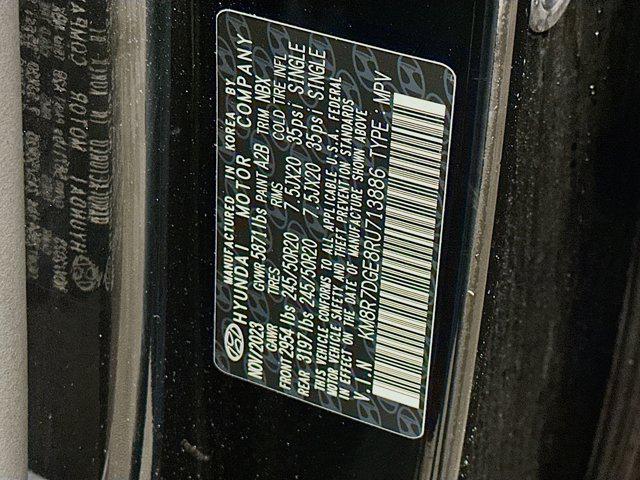 MANUFACTURED IN KOREA BY
HYUNDAI MOTOR COMPANY
NOV/2023 GVWR 5871 lbs PAINT A2B TRIM NBX
GAWR TIRES RIMS COLD TIRE INFL
FRONT 2954 lbs 245/50R20 7.5JX20 35psi SINGLE
REAR 3197 lbs 245/50R20 7.5JX20 35psi SINGLE
THIS VEHICLE CONFORMS TO ALL APPLICABLE U.S.A. FEDERAL
MOTOR VEHICLE SAFETY, AND THEFT PREVENTION STANDARDS
IN EFFECT ON THE DATE OF MANUFACTURE SHOWN ABOVE
V.I.N KM8R7DGE8RU713886 TYPE: MPV